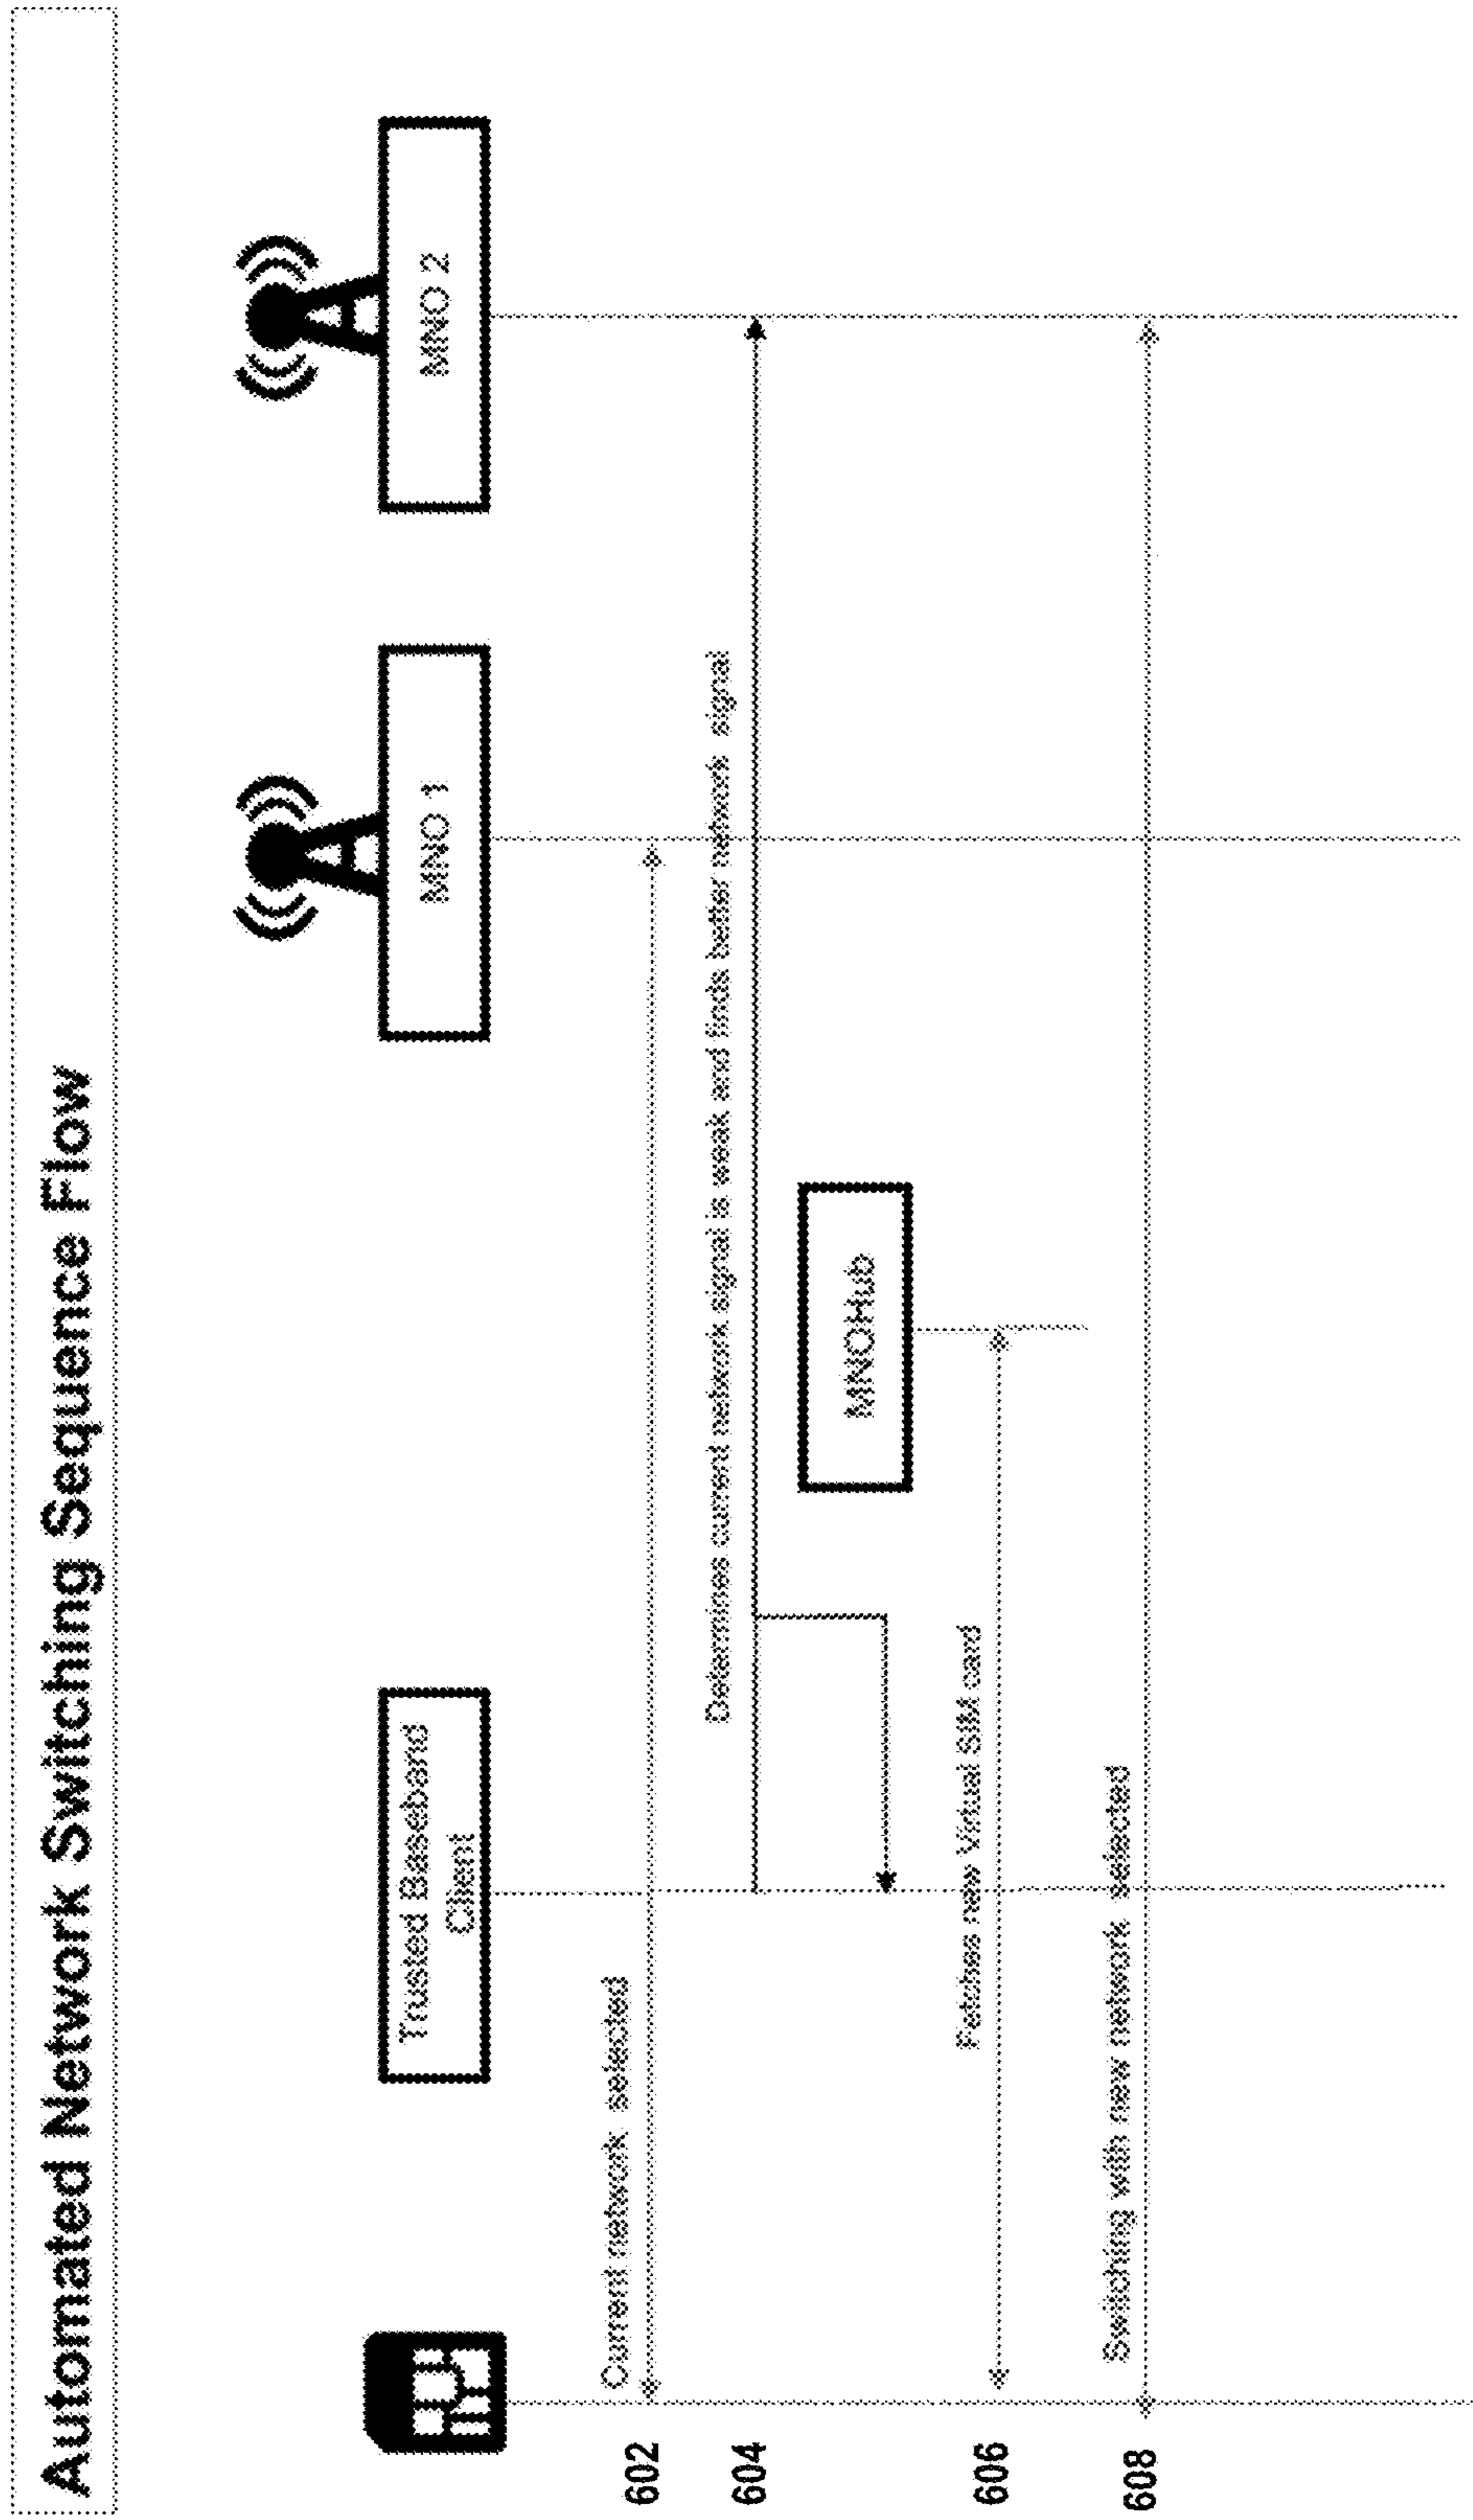 Automated Network Switching Sequence Flow
Trusted Baseband
Client
MNO 1
MNO 2
602
Current network selected
604
Determines current network signal is weak and finds better network signal
MNOHub
606
Fetches new Virtual SIM card
608
Switching with new network selected